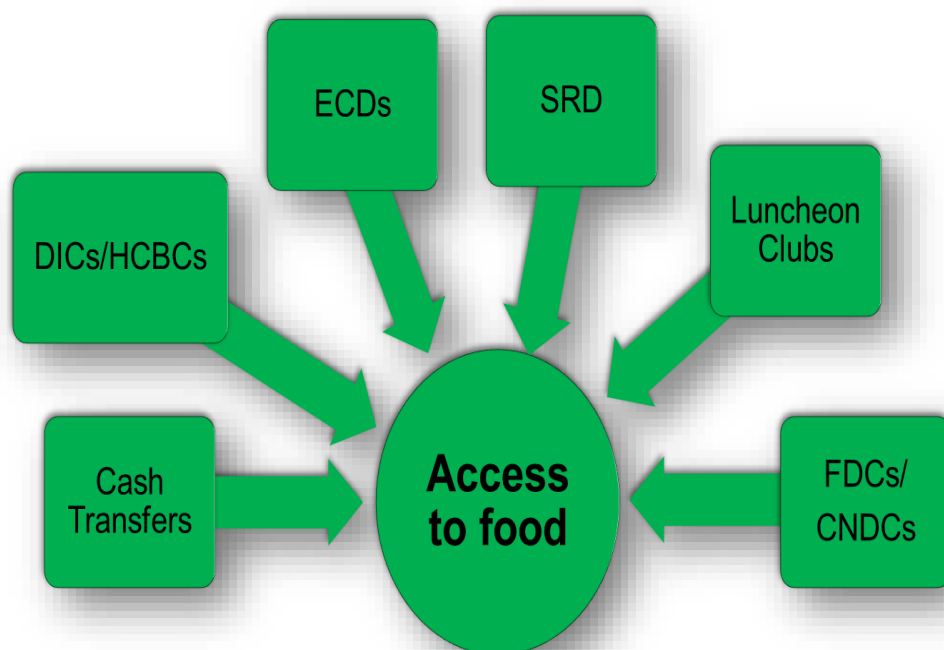 ECDs
SRD
Luncheon
Clubs
DICs/HCBCs
Cash
Transfers
Access
to food
FDCs/
CNDCs